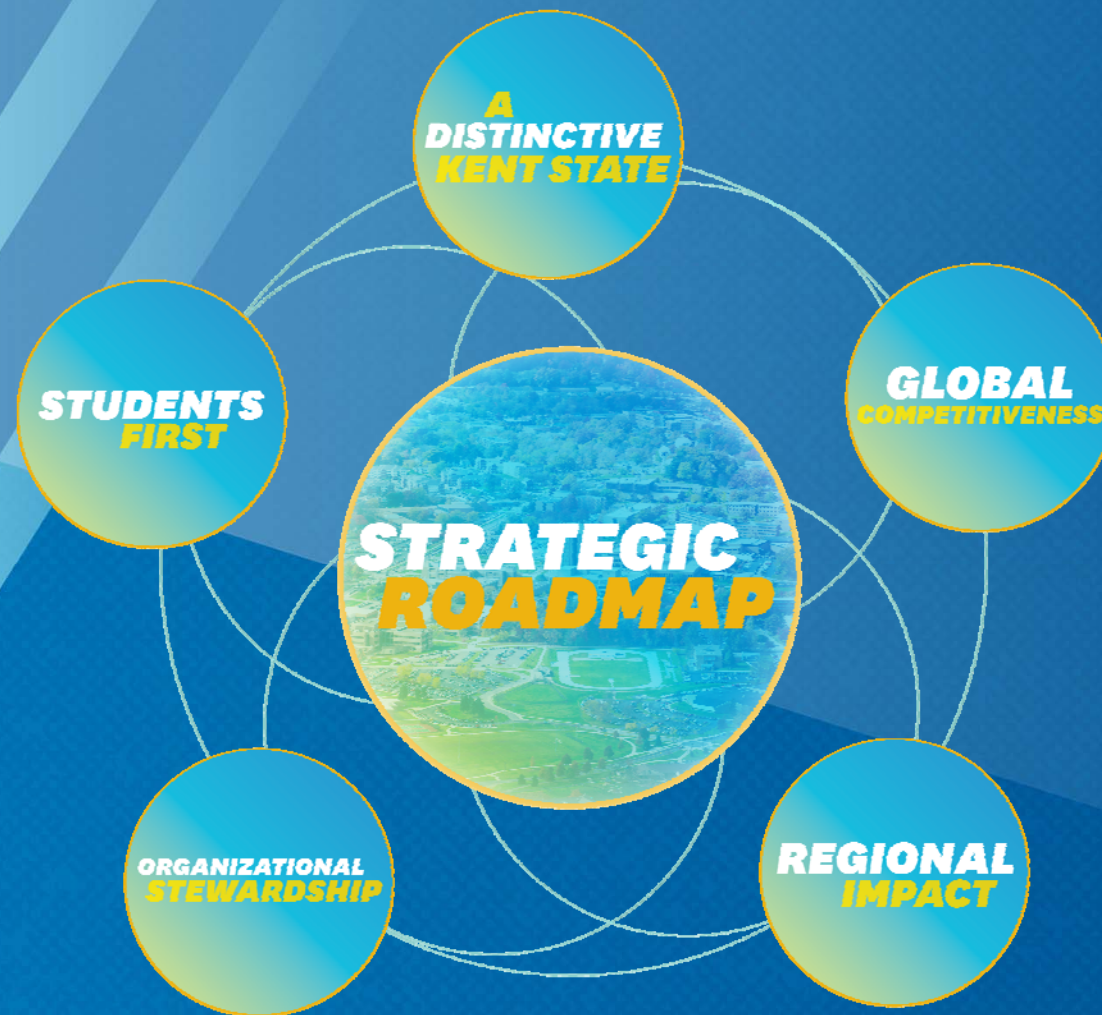 A
DISTINCTIVE
KENT STATE
STUDENTS
FIRST
GLOBAL
COMPETITIVENESS
STRATEGIC
ROADMAP
ORGANIZATIONAL
STEWARDSHIP
REGIONAL
IMPACT